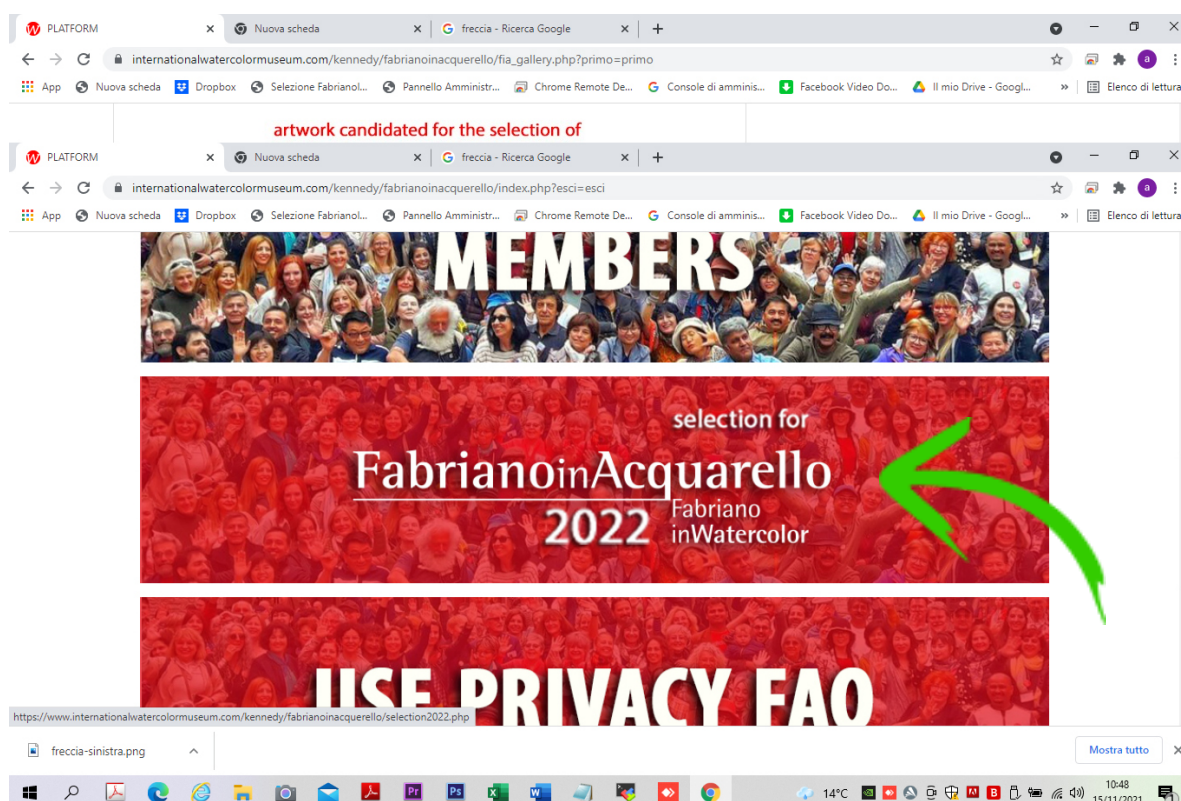 PLATFORM
Nuova scheda
freccia - Ricerca Google
internationalwatercolormuseum.com/kennedy/fabrianoinacquerello/fia_gallery.php?primo=primo
a
App
Nuova scheda
Dropbox
Selezione FabrianoI...
Pannello Amministr...
Chrome Remote De...
Console di amminis...
Facebook Video Do...
Il mio Drive - Googl...
»
Elenco di lettura
artwork candidated for the selection of
PLATFORM
Nuova scheda
freccia - Ricerca Google
internationalwatercolormuseum.com/kennedy/fabrianoinacquerello/index.php?esci=esci
a
App
Nuova scheda
Dropbox
Selezione FabrianoI...
Pannello Amministr...
Chrome Remote De...
Console di amminis...
Facebook Video Do...
Il mio Drive - Googl...
»
Elenco di lettura
MEMBERS
selection for
FabrianoinAcquarello
2022
Fabriano
inWatercolor
USE PRIVACY FAQ
https://www.internationalwatercolormuseum.com/kennedy/fabrianoinacquerello/selection2022.php
freccia-sinistra.png
Mostra tutto
Pr
Ps
14°C
10:48
15/11/2021